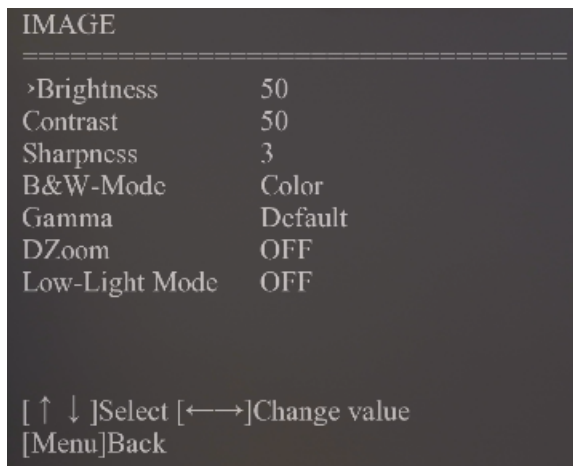 IMAGE
====================================
›Brightness 50
Contrast 50
Sharpness 3
B&W-Mode Color
Gamma Default
DZoom OFF
Low-Light Mode OFF
[↑ ↓]Select [←→]Change value
[Menu]Back